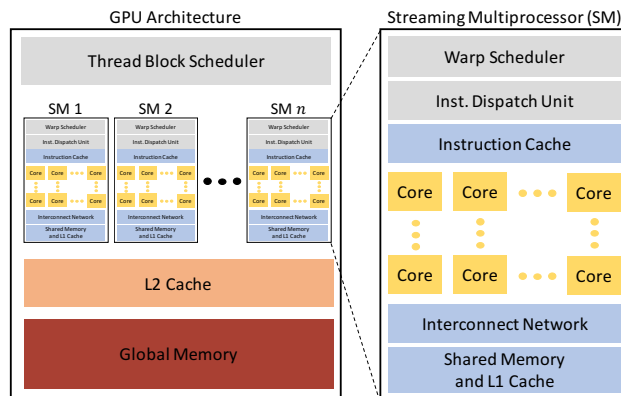 GPU Architecture
Thread Block Scheduler
SM 1 SM 2 SM n
Warp Scheduler Warp Scheduler Warp Scheduler
Inst. Dispatch Unit Inst. Dispatch Unit Inst. Dispatch Unit
Instruction Cache Instruction Cache Instruction Cache
Core Core Core Core Core Core Core Core Core
Core Core Core Core Core Core Core Core Core
Interconnect Network Interconnect Network Interconnect Network
Shared Memory Shared Memory Shared Memory
and L1 Cache and L1 Cache and L1 Cache
L2 Cache
Global Memory
Streaming Multiprocessor (SM)
Warp Scheduler
Inst. Dispatch Unit
Instruction Cache
Core Core Core
Core Core Core
Interconnect Network
Shared Memory
and L1 Cache